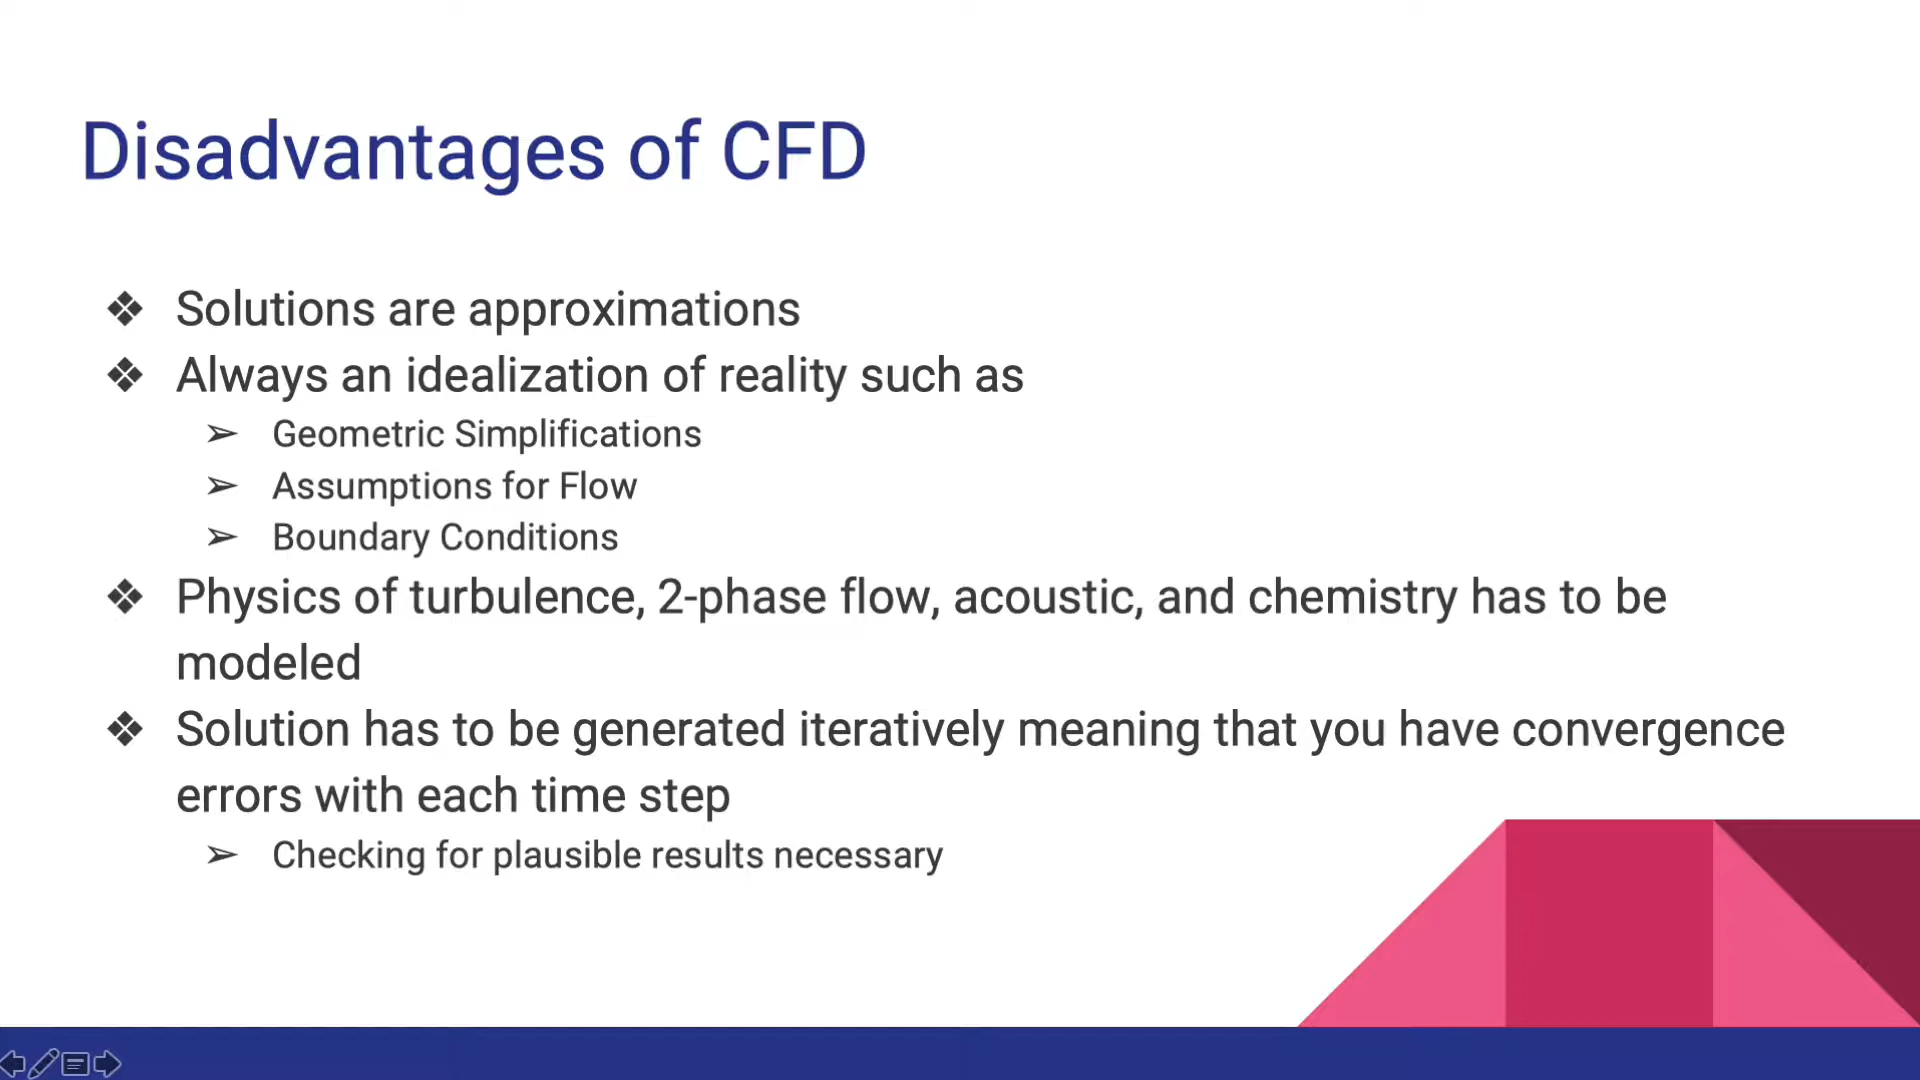 Disadvantages of CFD
❖ Solutions are approximations
❖ Always an idealization of reality such as
➢ Geometric Simplifications
➢ Assumptions for Flow
➢ Boundary Conditions
❖ Physics of turbulence, 2-phase flow, acoustic, and chemistry has to be
modeled
❖ Solution has to be generated iteratively meaning that you have convergence
errors with each time step
➢ Checking for plausible results necessary